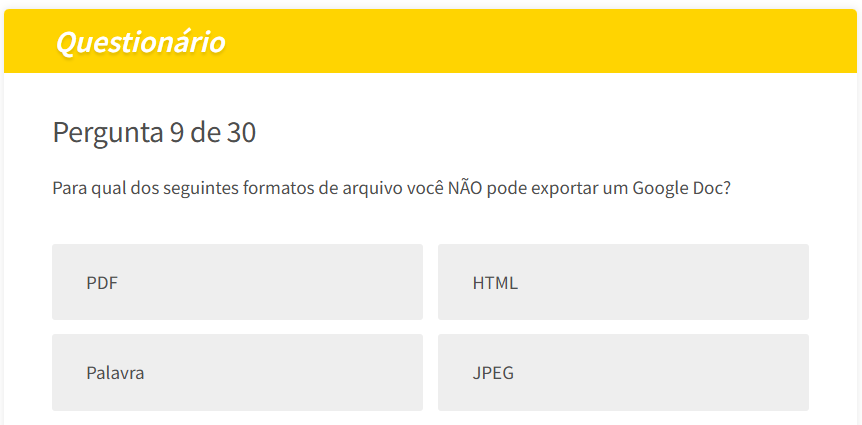 Questionário
Pergunta 9 de 30
Para qual dos seguintes formatos de arquivo você NÃO pode exportar um Google Doc?
PDF
HTML
Palavra
JPEG